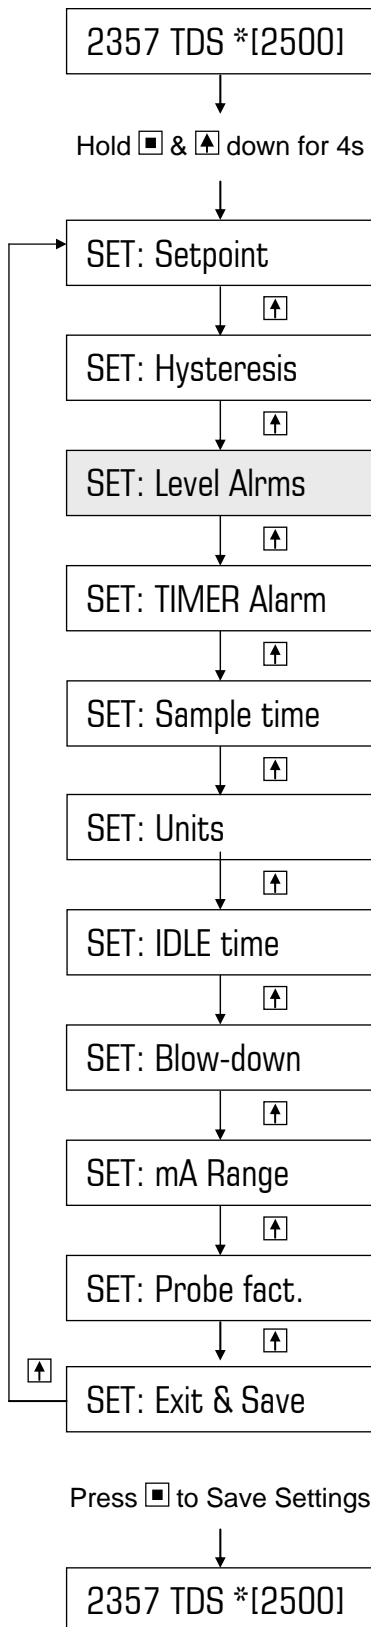 2357 TDS *[2500]
Hold & down for 4s
SET: Setpoint
SET: Hysteresis
SET: Level Alrms
SET: TIMER Alarm
SET: Sample time
SET: Units
SET: IDLE time
SET: Blow-down
SET: mA Range
SET: Probe fact.
SET: Exit & Save
Press to Save Settings
2357 TDS *[2500]